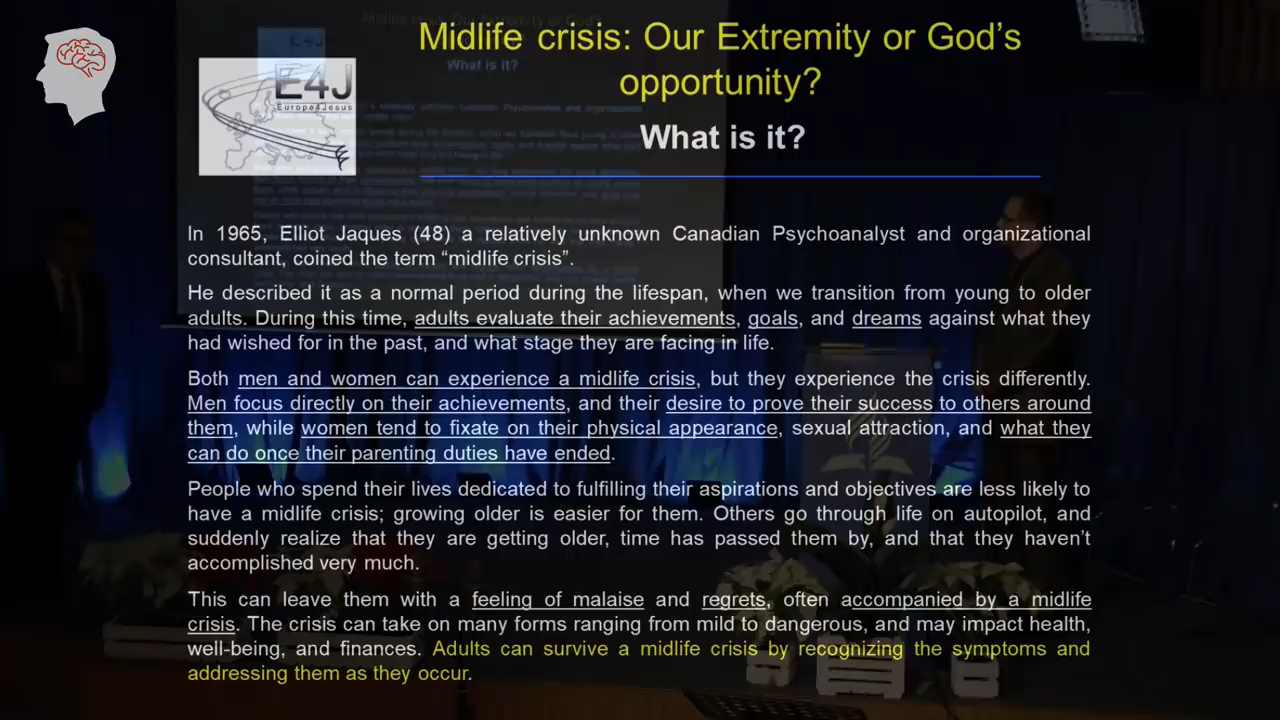 Midlife crisis: Our Extremity or God's
opportunity?
E4J
Europe4Jesus
What is it?
What is it?
In 1965, Elliot Jaques (48) a relatively unknown Canadian Psychoanalyst and organizational
consultant, coined the term “midlife crisis”.
He described it as a normal period during the lifespan, when we transition from young to older
adults. During this time, adults evaluate their achievements, goals, and dreams against what they
had wished for in the past, and what stage they are facing in life.
Both men and women can experience a midlife crisis, but they experience the crisis differently.
Men focus directly on their achievements, and their desire to prove their success to others around
them, while women tend to fixate on their physical appearance, sexual attraction, and what they
can do once their parenting duties have ended.
People who spend their lives dedicated to fulfilling their aspirations and objectives are less likely to
have a midlife crisis; growing older is easier for them. Others go through life on autopilot, and
suddenly realize that they are getting older, time has passed them by, and that they haven’t
accomplished very much.
This can leave them with a feeling of malaise and regrets, often accompanied by a midlife
crisis. The crisis can take on many forms ranging from mild to dangerous, and may impact health,
well-being, and finances. Adults can survive a midlife crisis by recognizing the symptoms and
addressing them as they occur.